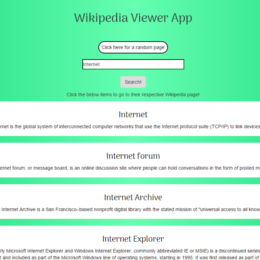 Wikipedia Viewer App
Click here for a random page
Internet
Search!
Click the below items to go to their respective Wikipedia page!
Internet
ernet is the global system of interconnected computer networks that use the Internet protocol suite (TCP/IP) to link devices
Internet forum
ernet forum, or message board, is an online discussion site where people can hold conversations in the form of posted m
Internet Archive
Internet Archive is a San Francisco-based nonprofit digital library with the stated mission of "universal access to all know
Internet Explorer
rly Microsoft Internet Explorer and Windows Internet Explorer, commonly abbreviated IE or MSIE) is a discontinued series
t and included as part of the Microsoft Windows line of operating systems, starting in 1995. It was first released as part of